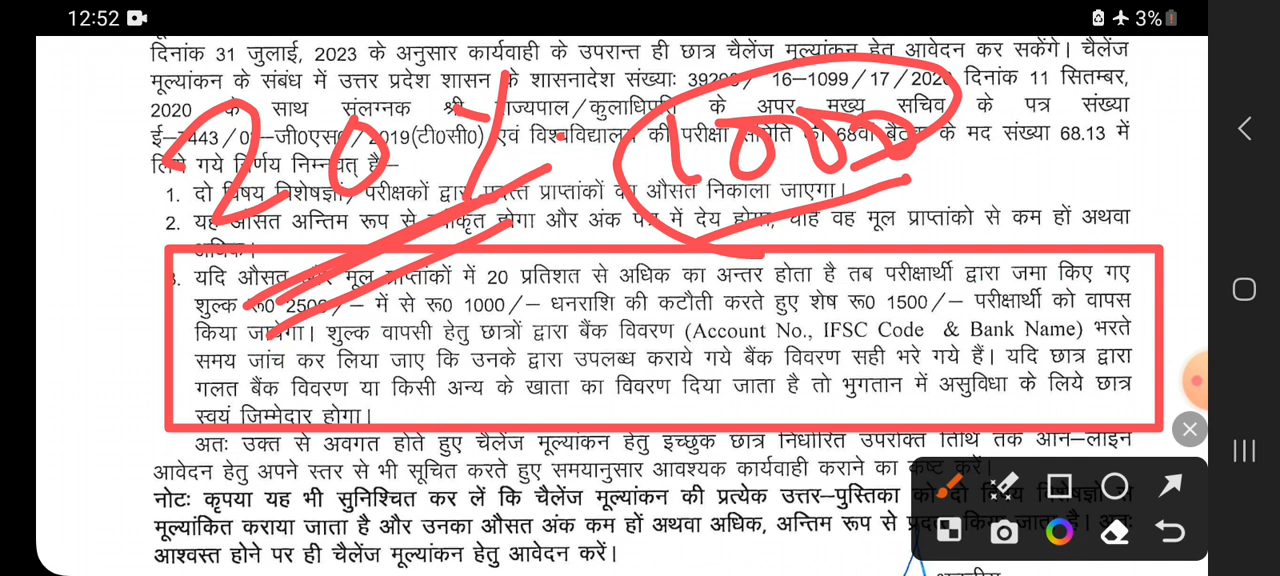 12:52
3%
दिनांक 31 जुलाई, 2023 के अनुसार कार्यवाही के उपरान्त ही छात्र चैलेंज मूल्यांकन हेतु आवेदन कर सकेंगे। चैलेंज
मूल्यांकन के संबंध में उत्तर प्रदेश शासन के शासनादेश संख्याः 16–1099/17/2020 दिनांक 11 सितम्बर,
2020 के साथ संलग्नक श्री राज्यपाल/कुलाधिपति के अपर मुख्य सचिव के पत्र संख्या
2019(टी0सी0) एवं विश्वविद्यालय की परीक्षा समिति की 68वीं बैठक के मद संख्या 68.13 में
लिये गये निर्णय निम्नवत् है–
20%
1000
1. दो विषय विशेषज्ञों/परीक्षकों द्वारा प्रदत्त प्राप्तांकों का औसत निकाला जाएगा।
2. यह औसत अन्तिम रूप से स्वीकृत होगा और अंक पत्र में देय होगा, चाहे वह मूल प्राप्तांको से कम हों अथवा
अधिक।
3. यदि औसत और मूल प्राप्तांकों में 20 प्रतिशत से अधिक का अन्तर होता है तब परीक्षार्थी द्वारा जमा किए गए
शुल्क रू0 2500/– में से रू0 1000/– धनराशि की कटौती करते हुए शेष रू0 1500/– परीक्षार्थी को वापस
किया जायेगा। शुल्क वापसी हेतु छात्रों द्वारा बैंक विवरण (Account No., IFSC Code & Bank Name) भरते
समय जांच कर लिया जाए कि उनके द्वारा उपलब्ध कराये गये बैंक विवरण सही भरे गये हैं। यदि छात्र द्वारा
गलत बैंक विवरण या किसी अन्य के खाता का विवरण दिया जाता है तो भुगतान में असुविधा के लिये छात्र
स्वयं जिम्मेदार होगा।
अतः उक्त से अवगत होते हुए चैलेंज मूल्यांकन हेतु इच्छुक छात्र निर्धारित उपरोक्त तिथि तक ऑन–लाईन
आवेदन हेतु अपने स्तर से भी सूचित करते हुए समयानुसार आवश्यक कार्यवाही कराने का कष्ट करें।
नोटः कृपया यह भी सुनिश्चित कर लें कि चैलेंज मूल्यांकन की प्रत्येक उत्तर–पुस्तिका को दो विषय विशेषज्ञों से
मूल्यांकित कराया जाता है और उनका औसत अंक कम हों अथवा अधिक, अन्तिम रूप से प्रदत्त किया जाता है। अतः
आश्वस्त होने पर ही चैलेंज मूल्यांकन हेतु आवेदन करें।